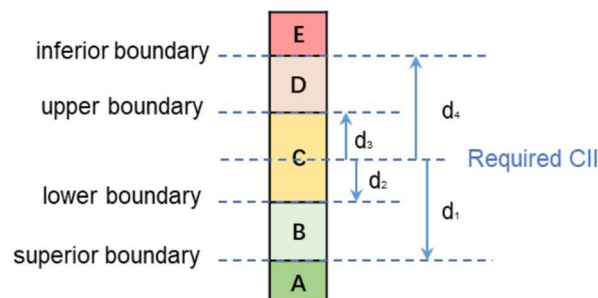 E
inferior boundary
D
d₄
upper boundary
d₃
C
Required CII
d₂
lower boundary
d₁
B
superior boundary
A